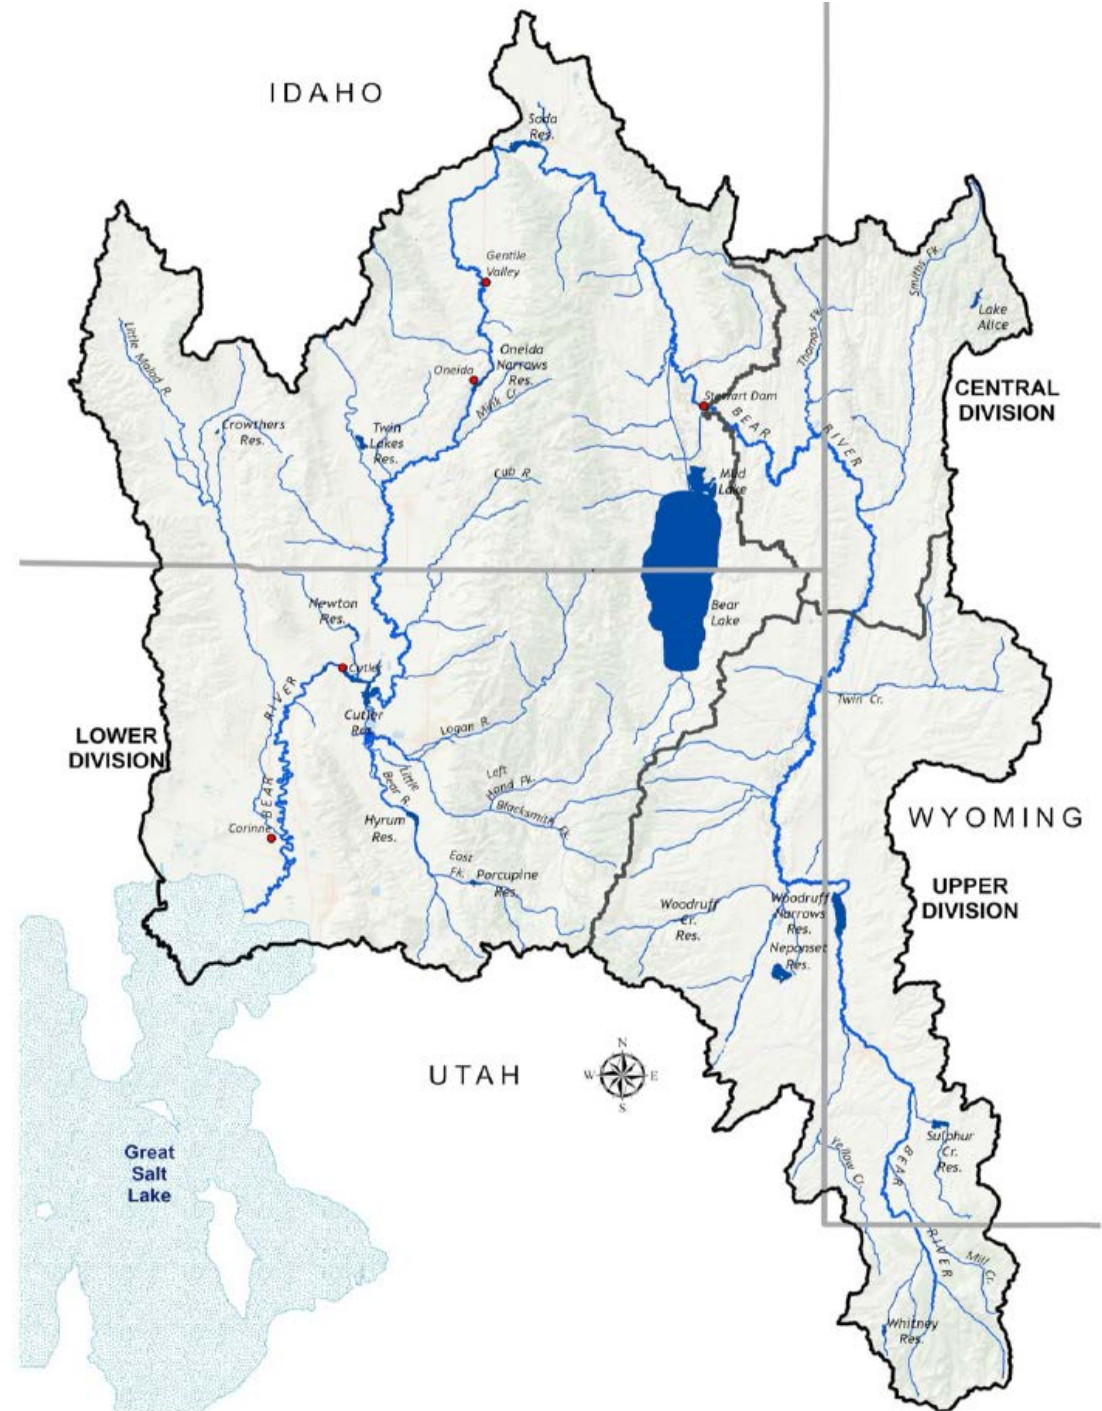 IDAHO
Soda
Res.
Gentile
Valley
Smiths Fk.
Lake
Alice
Thomas Fk.
Little Malad R.
Oneida
Narrows
Res.
Oneida
Mink Cr.
Stewart Dam
CENTRAL
DIVISION
Crowthers
Res.
Twin
Lakes
Res.
BEAR
RIVER
Cub R.
Mud
Lake
Newton
Res.
Bear
Lake
Cutler
Twin Cr.
BEAR RIVER
Cutler
Res.
Logan R.
LOWER
DIVISION
Little
Bear R.
Left
Hand Fk.
Blacksmith Fk.
WYOMING
Corinne
Hyrum
Res.
East
Fk.
Porcupine
Res.
UPPER
DIVISION
Woodruff
Cr.
Res.
Woodruff
Narrows
Res.
Neponset
Res.
UTAH
N
W
E
S
Great
Salt
Lake
Yellow Cr.
Sulphur
Cr.
Res.
BEAR
RIVER
Mill Cr.
Whitney
Res.